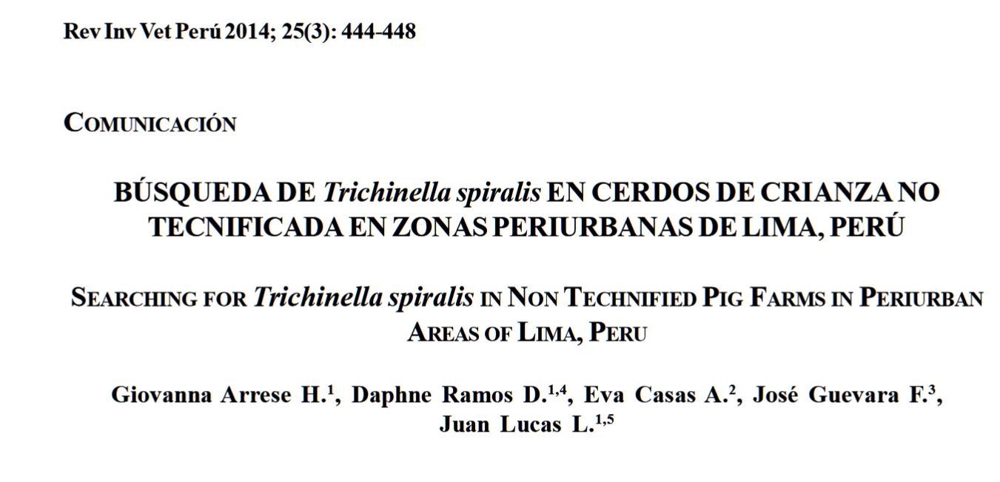 Rev Inv Vet Perú 2014; 25(3): 444-448
COMUNICACIÓN
BÚSQUEDA DE Trichinella spiralis EN CERDOS DE CRIANZA NO
TECNIFICADA EN ZONAS PERIURBANAS DE LIMA, PERÚ
SEARCHING FOR Trichinella spiralis IN NON TECHNIFIED PIG FARMS IN PERIURBAN
AREAS OF LIMA, PERU
Giovanna Arrese H.¹, Daphne Ramos D.¹,⁴, Eva Casas A.², José Guevara F.³,
Juan Lucas L.¹,⁵